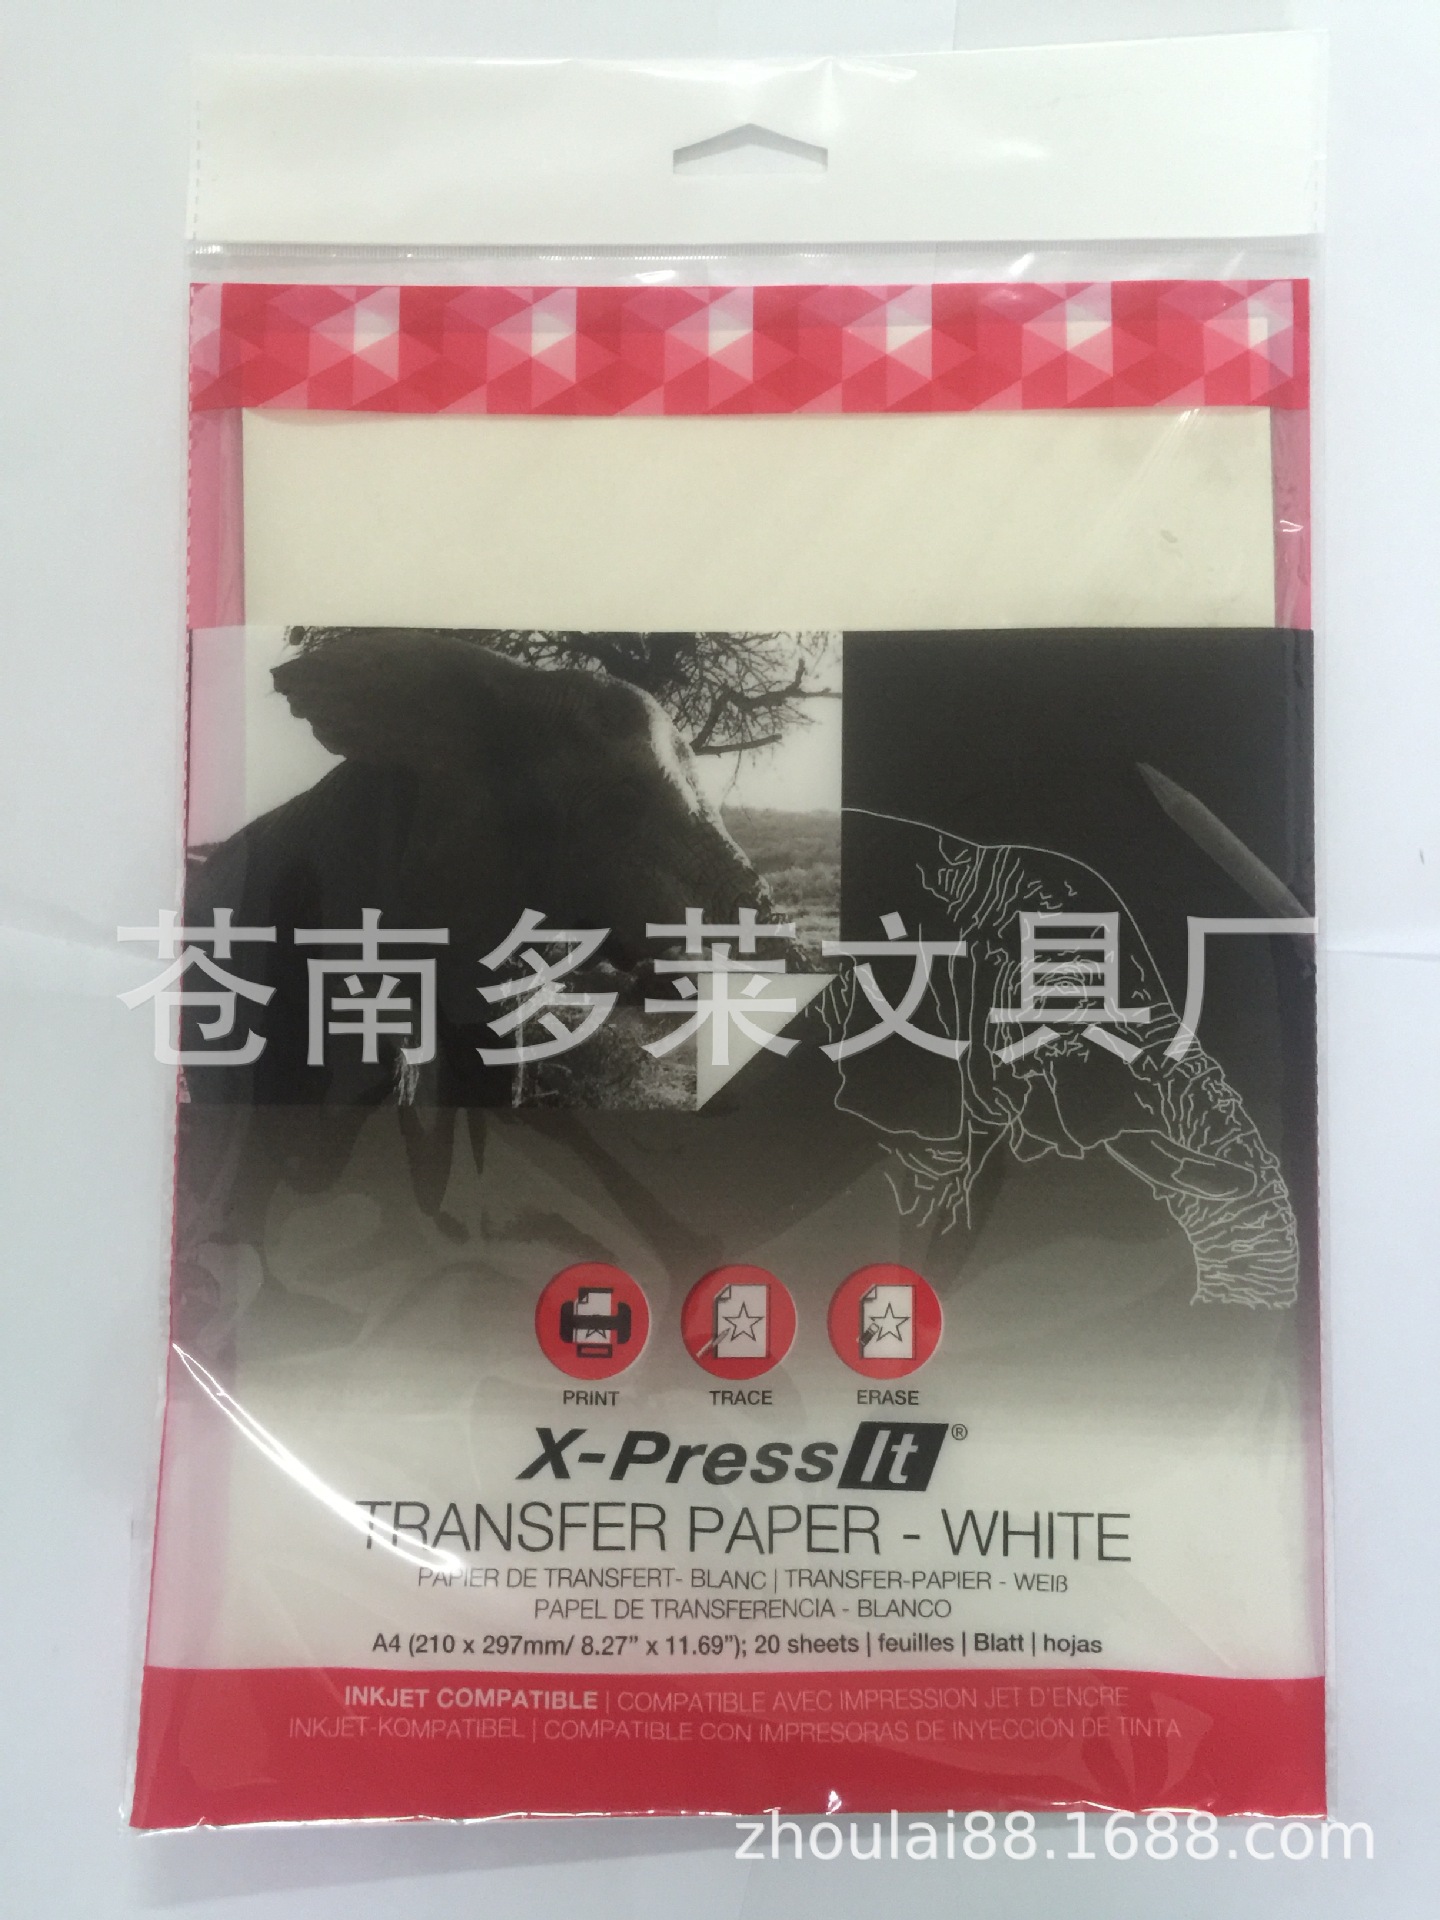 苍南多莱文具厂
PRINT TRACE ERASE
X-Press It®
TRANSFER PAPER - WHITE
PAPIER DE TRANSFERT- BLANC | TRANSFER-PAPIER - WEIß
PAPEL DE TRANSFERENCIA - BLANCO
A4 (210 x 297mm/ 8.27" x 11.69"); 20 sheets | feuilles | Blatt | hojas
INKJET COMPATIBLE | COMPATIBLE AVEC IMPRESSION JET D'ENCRE
INKJET-KOMPATIBEL | COMPATIBLE CON IMPRESORAS DE INYECCIÓN DE TINTA
zhoulai88.1688.com